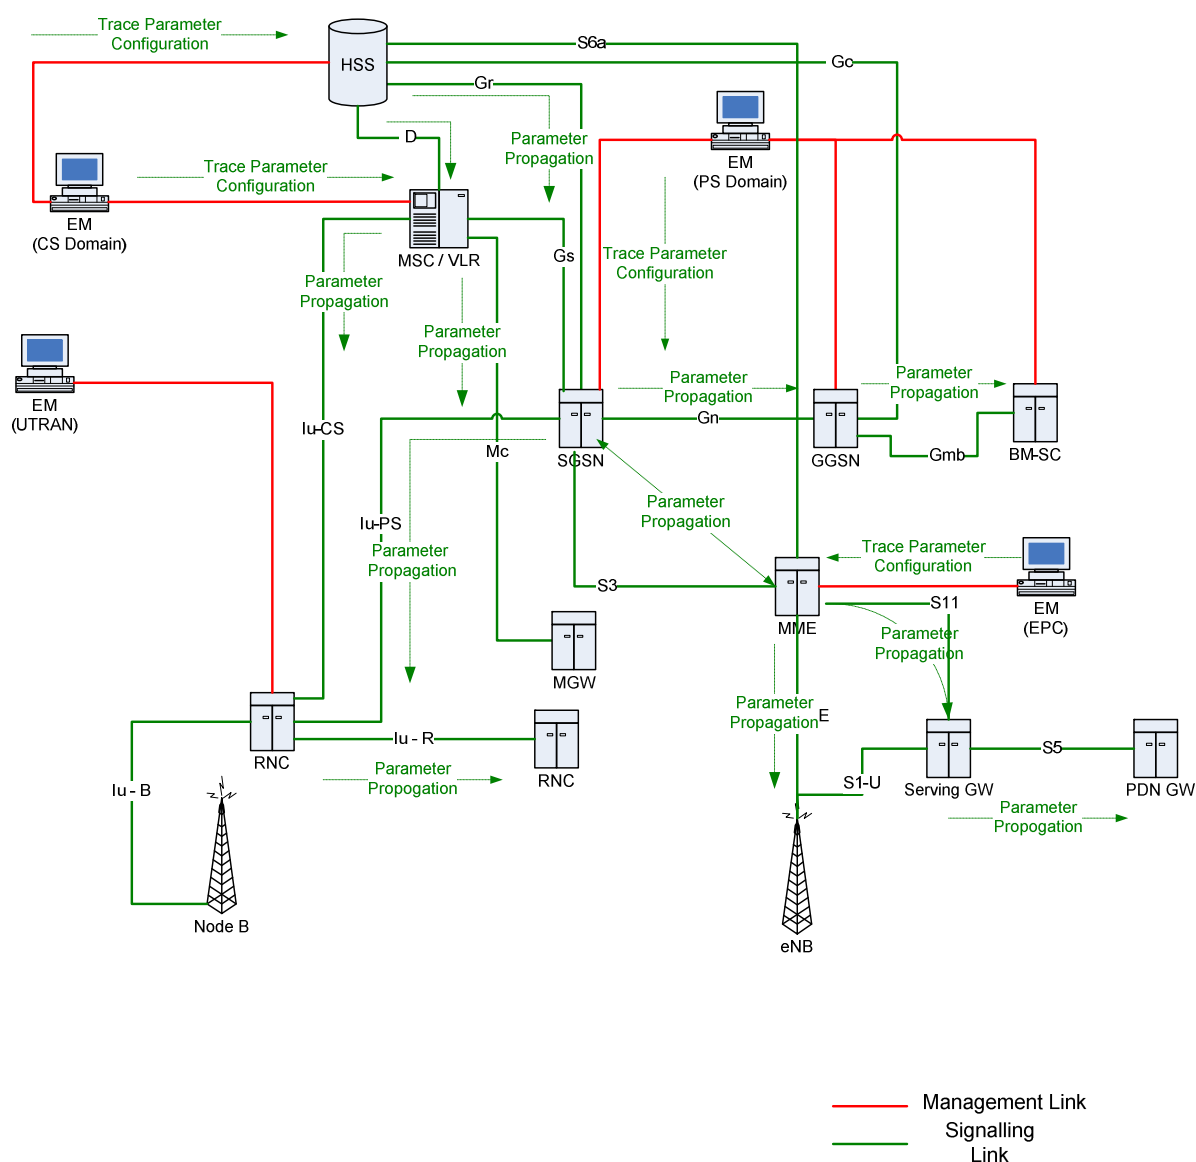 Trace Parameter
Configuration
HSS
S6a
Gc
Gr
D
Parameter
Propagation
EM
(PS Domain)
Trace Parameter
Configuration
EM
(CS Domain)
MSC / VLR
Gs
Trace Parameter
Configuration
Parameter
Propagation
Parameter
Propagation
EM
(UTRAN)
Parameter
Propagation
Parameter
Propagation
Iu-CS
Gn
Mc
SGSN
GGSN
Gmb
BM-SC
Iu-PS
Parameter
Propagation
Parameter
Propagation
Trace Parameter
Configuration
S3
MME
S11
EM
(EPC)
Parameter
Propagation
MGW
Parameter
Propagation
E
Iu - R
RNC
Parameter
Propogation
RNC
Iu - B
S5
S1-U
Serving GW
PDN GW
Parameter
Propogation
Node B
eNB
Management Link
Signalling
Link